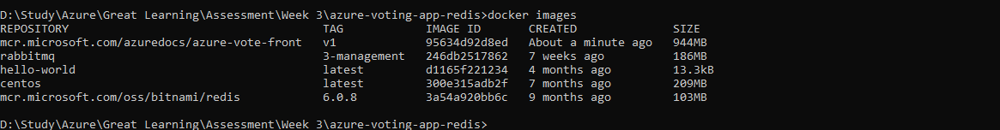 D:\Study\Azure\Great Learning\Assessment\Week 3\azure-voting-app-redis>docker images
REPOSITORY TAG IMAGE ID CREATED SIZE
mcr.microsoft.com/azuredocs/azure-vote-front v1 95634d92d8ed About a minute ago 944MB
rabbitmq 3-management 246db2517862 7 weeks ago 186MB
hello-world latest d1165f221234 4 months ago 13.3kB
centos latest 300e315adb2f 7 months ago 209MB
mcr.microsoft.com/oss/bitnami/redis 6.0.8 3a54a920bb6c 9 months ago 103MB
D:\Study\Azure\Great Learning\Assessment\Week 3\azure-voting-app-redis>